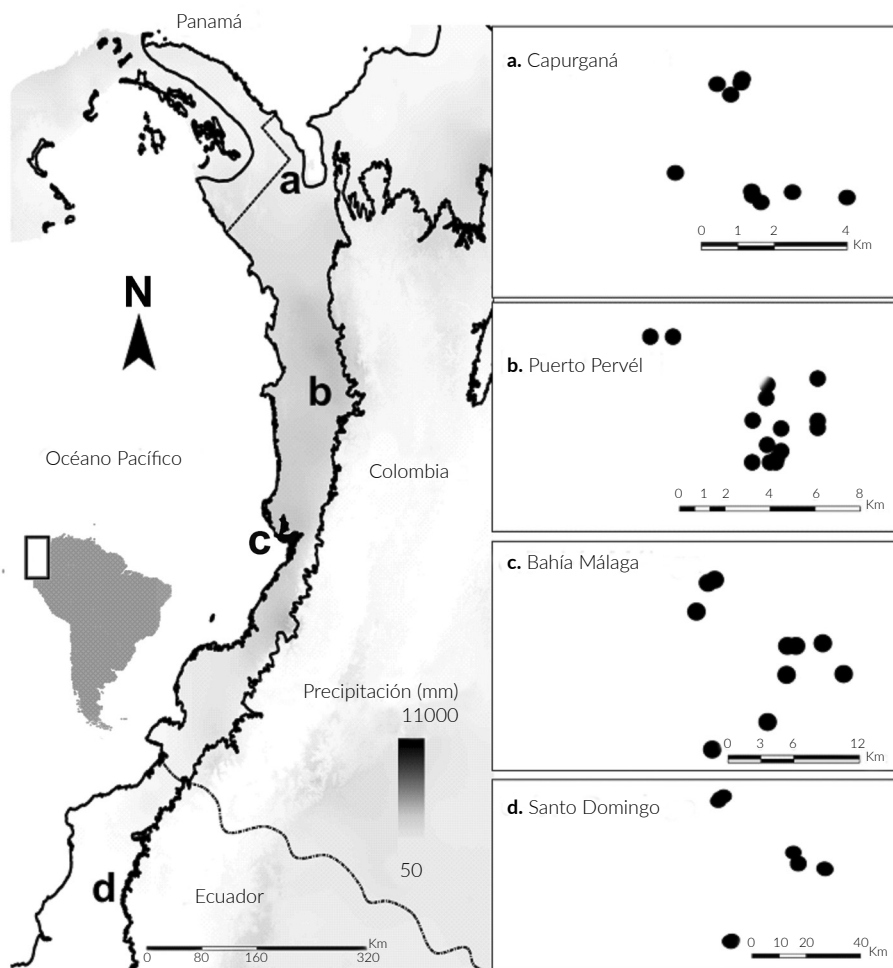 Panamá
a
N
b
Océano Pacífico
Colombia
c
Precipitación (mm)
11000
50
d
Ecuador
Km
0 80 160 320
a. Capurganá
0 1 2 4
Km
b. Puerto Pervél
0 1 2 4 6 8
Km
c. Bahía Málaga
0 3 6 12
Km
d. Santo Domingo
0 10 20 40
Km